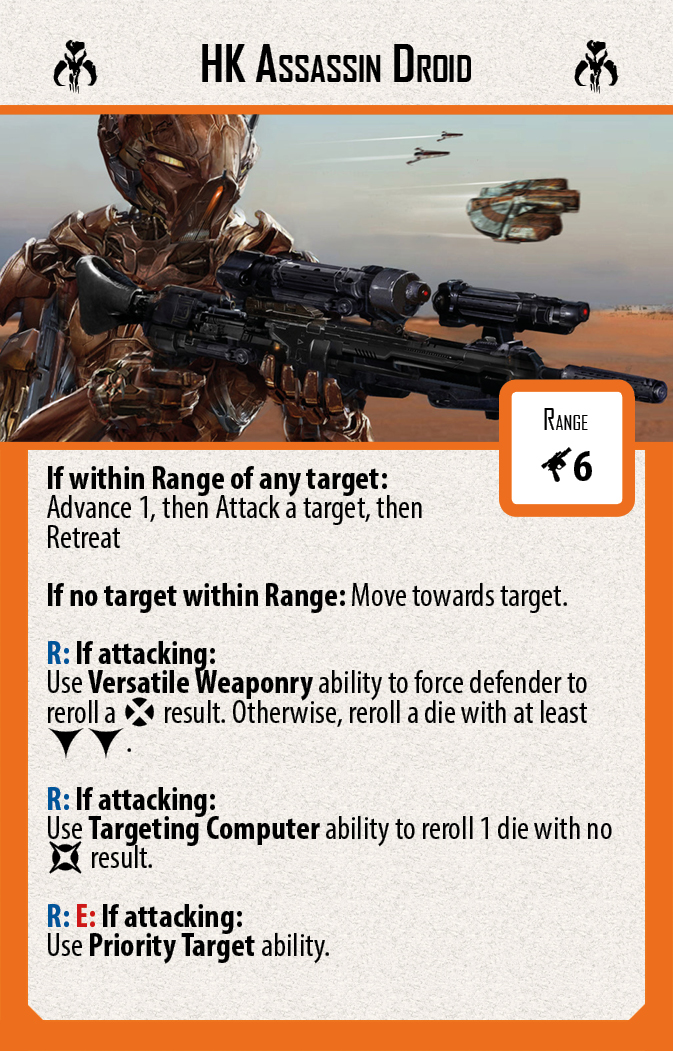 HK Assassin Droid
Range
6
If within Range of any target:
Advance 1, then Attack a target, then
Retreat
If no target within Range: Move towards target.
R: If attacking:
Use Versatile Weaponry ability to force defender to
reroll a result. Otherwise, reroll a die with at least
.
R: If attacking:
Use Targeting Computer ability to reroll 1 die with no
result.
R: E: If attacking:
Use Priority Target ability.